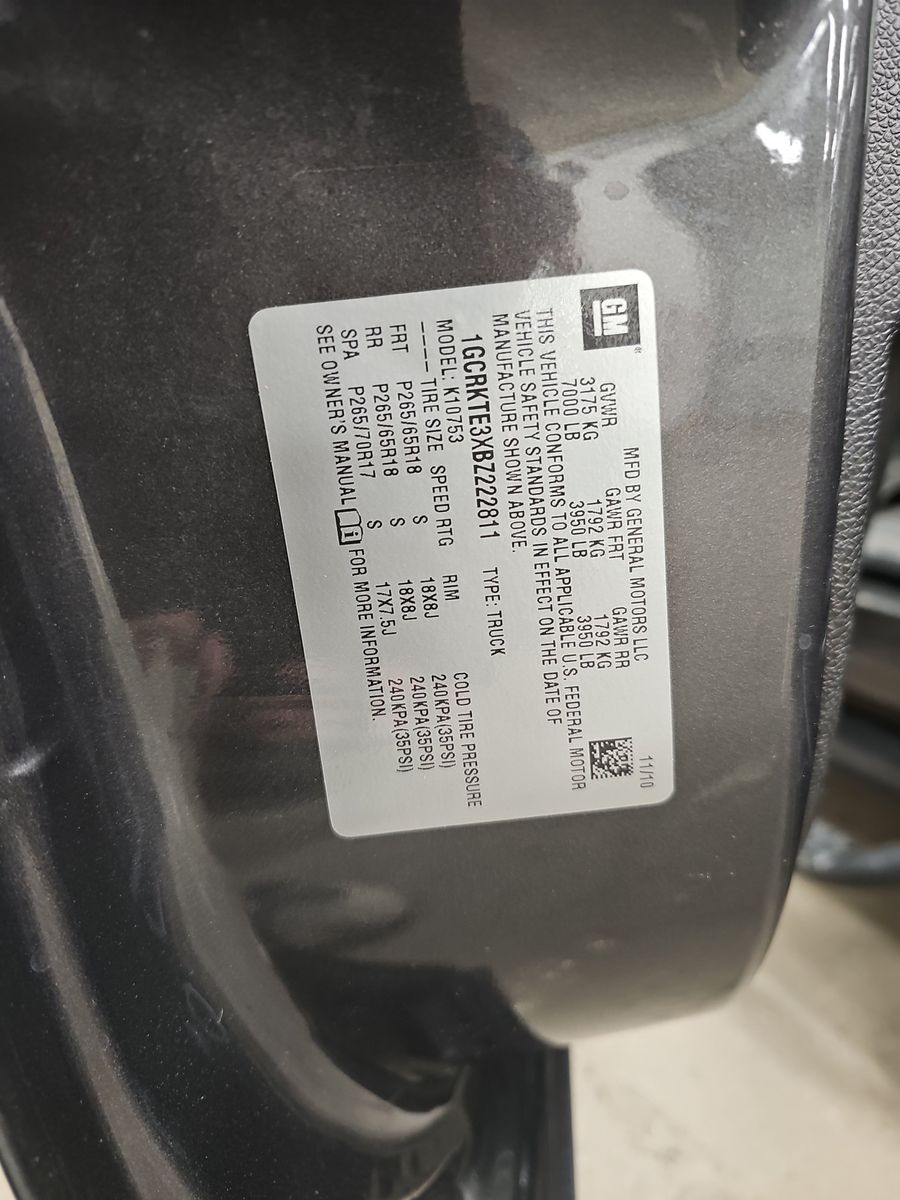 GM®
MFD BY GENERAL MOTORS LLC 11/10
GVWR GAWR FRT GAWR RR
3175 KG 1792 KG 1792 KG
7000 LB 3950 LB 3950 LB
THIS VEHICLE CONFORMS TO ALL APPLICABLE U.S. FEDERAL MOTOR
VEHICLE SAFETY STANDARDS IN EFFECT ON THE DATE OF
MANUFACTURE SHOWN ABOVE.
1GCRKTE3XBZ222811 TYPE: TRUCK
MODEL: K10753
---- TIRE SIZE SPEED RTG RIM COLD TIRE PRESSURE
FRT P265/65R18 S 18X8J 240KPA(35PSI)
RR P265/65R18 S 18X8J 240KPA(35PSI)
SPA P265/70R17 S 17X7.5J 240KPA(35PSI)
SEE OWNER'S MANUAL FOR MORE INFORMATION.